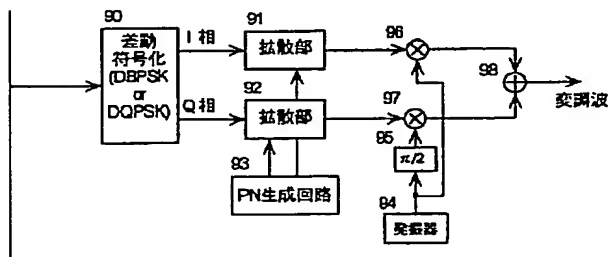 90
差動
符号化
(DBPSK
or
DQPSK)
I 相
Q 相
91
拡散部
92
拡散部
93
PN生成回路
96
97
95
π/2
94
発振器
98
変調波